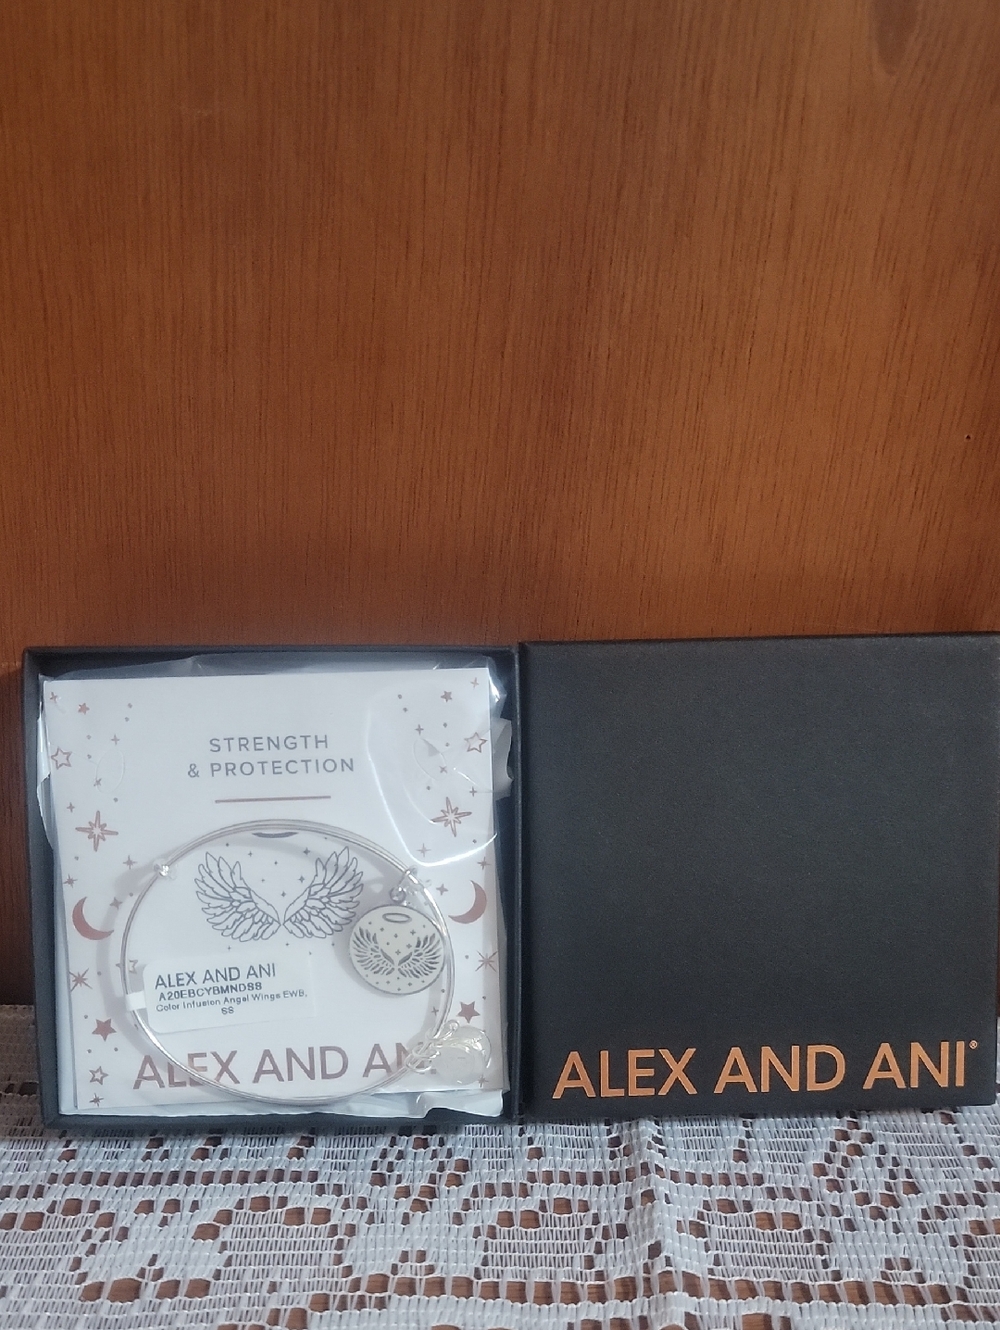 STRENGTH
& PROTECTION
ALEX AND ANI
A20EBCYBMNDSS
Color Infusion Angel Wings EWB,
SS
ALEX AND ANI
ALEX AND ANI®